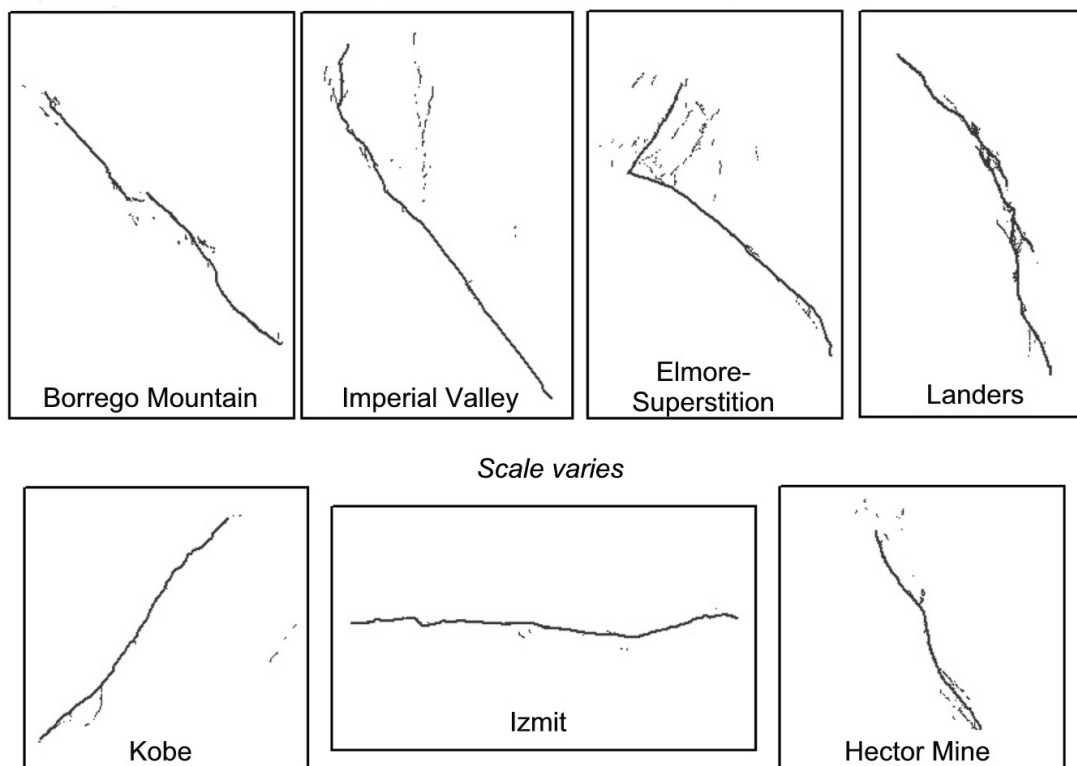 Borrego Mountain
Imperial Valley
Elmore-
Superstition
Landers
Scale varies
Kobe
Izmit
Hector Mine